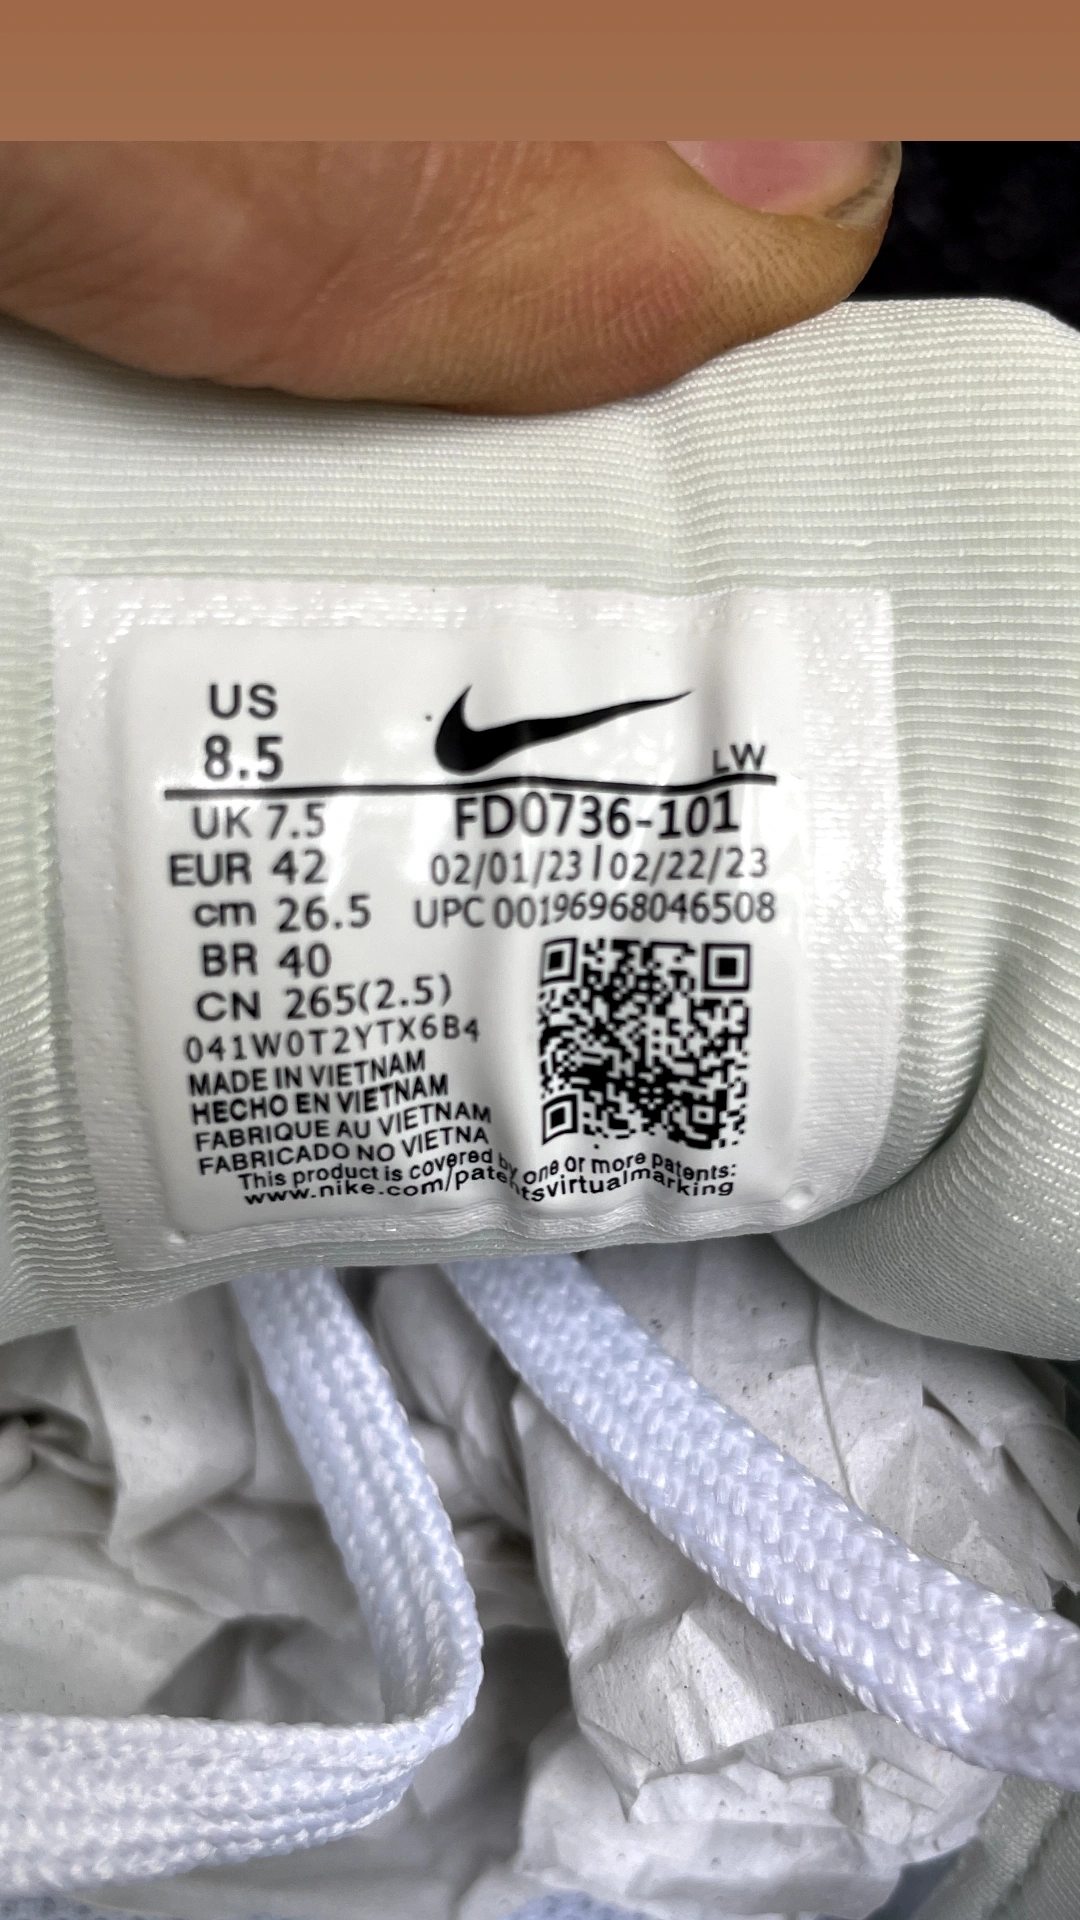 US
8.5
LW
UK 7.5
FD0736-101
EUR 42
02/01/23|02/22/23
cm 26.5
UPC 00196968046508
BR 40
CN 265(2.5)
041W0T2YTX6B4
MADE IN VIETNAM
HECHO EN VIETNAM
FABRIQUE AU VIETNAM
FABRICADO NO VIETNA
This product is covered by one or more patents:
www.nike.com/patentsvirtualmarking